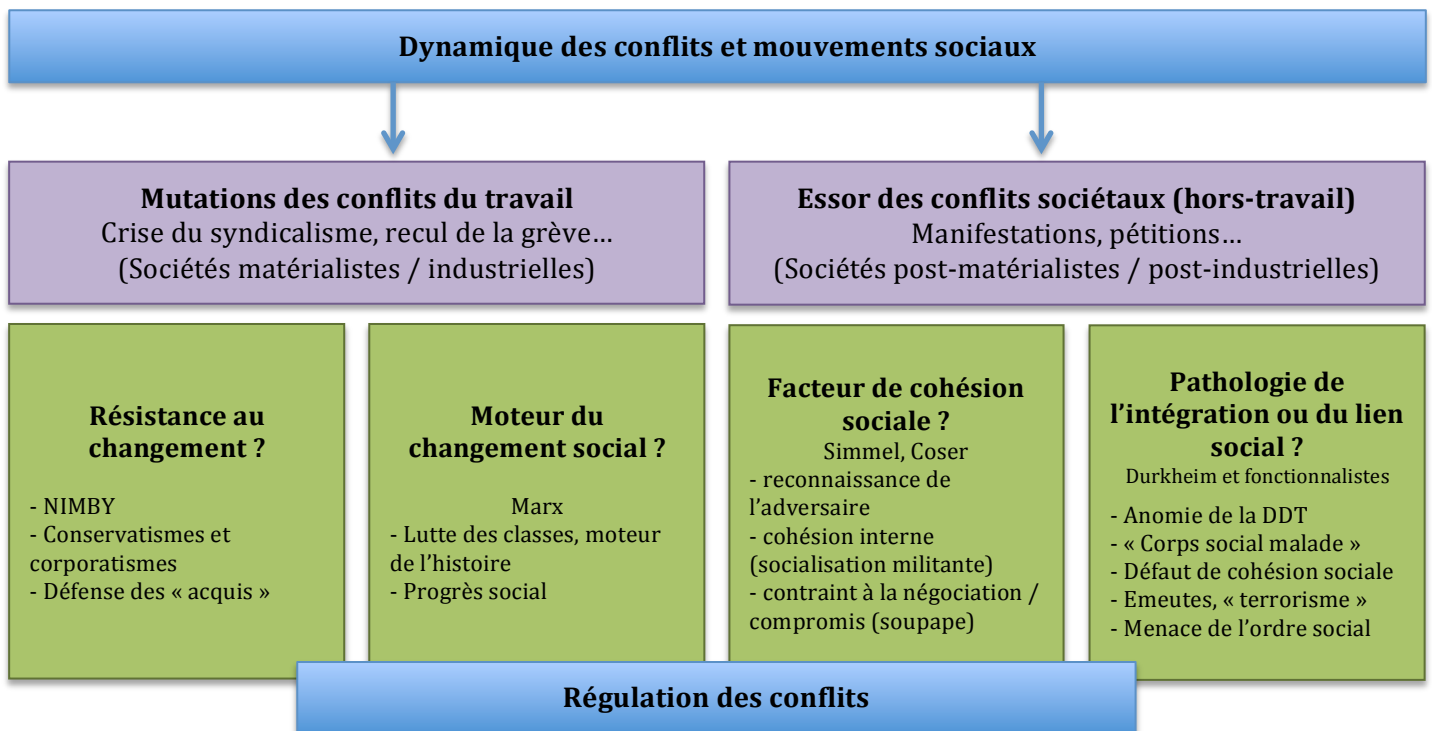 Dynamique des conflits et mouvements sociaux
Mutations des conflits du travail
Crise du syndicalisme, recul de la grève…
(Sociétés matérialistes / industrielles)
Essor des conflits sociétaux (hors-travail)
Manifestations, pétitions…
(Sociétés post-matérialistes / post-industrielles)
Résistance au
changement ?
- NIMBY
- Conservatismes et
corporatismes
- Défense des « acquis »
Moteur du
changement social ?
Marx
- Lutte des classes, moteur
de l’histoire
- Progrès social
Facteur de cohésion
sociale ?
Simmel, Coser
- reconnaissance de
l’adversaire
- cohésion interne
(socialisation militante)
- contraint à la négociation /
compromis (soupape)
Pathologie de
l’intégration ou du lien
social ?
Durkheim et fonctionnalistes
- Anomie de la DDT
- « Corps social malade »
- Défaut de cohésion sociale
- Emeutes, « terrorisme »
- Menace de l’ordre social
Régulation des conflits